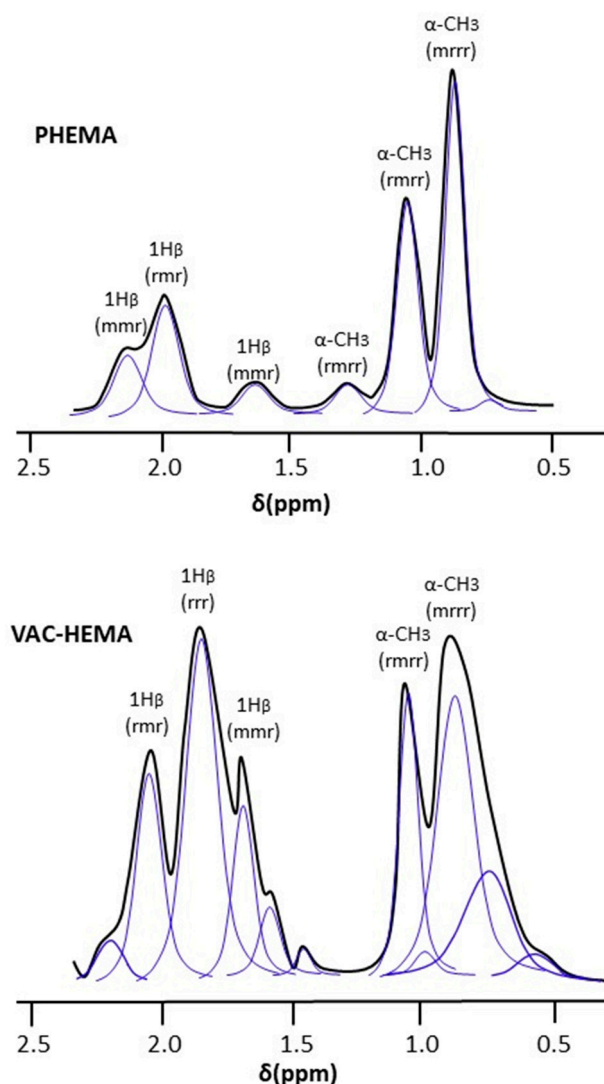 α-CH3
(mrrr)
PHEMA
α-CH3
(rmrr)
1Hβ
(rmr)
1Hβ
(mmr)
1Hβ
(mmr)
α-CH3
(rmrr)
2.5 2.0 1.5 1.0 0.5
δ(ppm)
1Hβ
(rrr)
α-CH3
(mrrr)
VAC-HEMA
α-CH3
(rmrr)
1Hβ
(rmr)
1Hβ
(mmr)
2.5 2.0 1.5 1.0 0.5
δ(ppm)